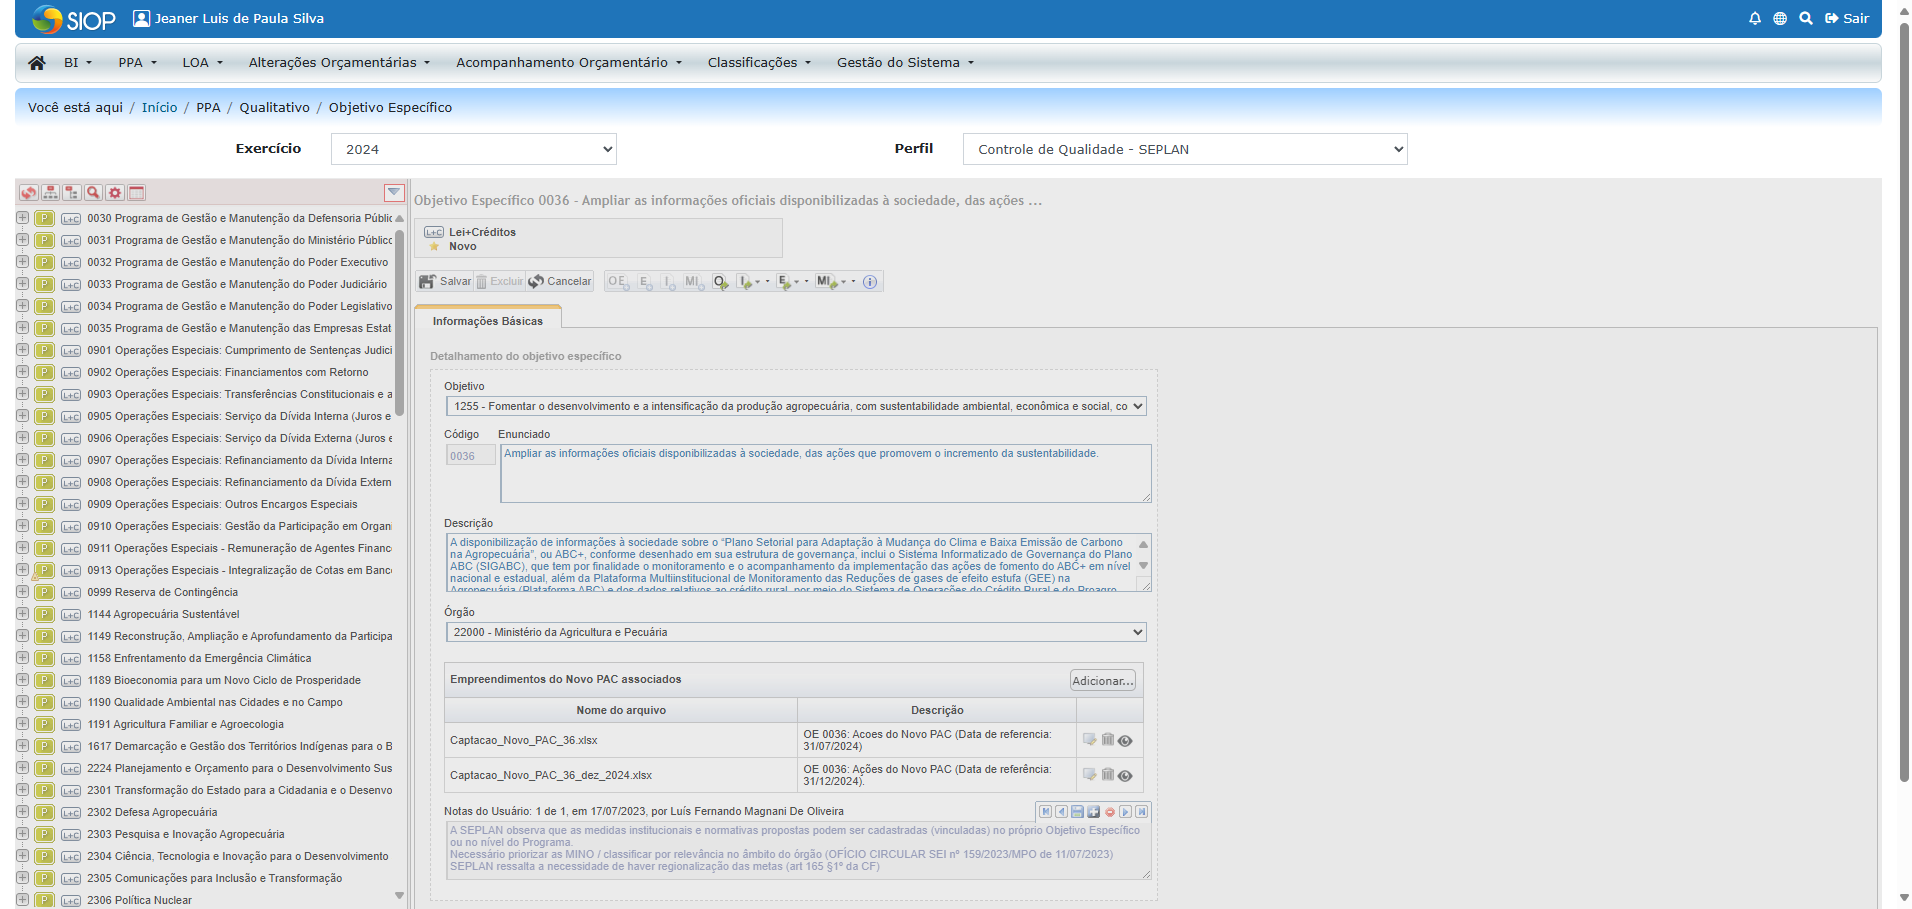 SIOP Jeaner Luis de Paula Silva Sair
BI PPA LOA Alterações Orçamentárias Acompanhamento Orçamentário Classificações Gestão do Sistema
Você está aqui / Início / PPA / Qualitativo / Objetivo Específico
Exercício 2024 Perfil Controle de Qualidade - SEPLAN
P L+C 0030 Programa de Gestão e Manutenção da Defensoria Públic
P L+C 0031 Programa de Gestão e Manutenção do Ministério Público
P L+C 0032 Programa de Gestão e Manutenção do Poder Executivo
P L+C 0033 Programa de Gestão e Manutenção do Poder Judiciário
P L+C 0034 Programa de Gestão e Manutenção do Poder Legislativo
P L+C 0035 Programa de Gestão e Manutenção das Empresas Estat
P L+C 0901 Operações Especiais: Cumprimento de Sentenças Judici
P L+C 0902 Operações Especiais: Financiamentos com Retorno
P L+C 0903 Operações Especiais: Transferências Constitucionais e a
P L+C 0905 Operações Especiais: Serviço da Dívida Interna (Juros e
P L+C 0906 Operações Especiais: Serviço da Dívida Externa (Juros e
P L+C 0907 Operações Especiais: Refinanciamento da Dívida Interna
P L+C 0908 Operações Especiais: Refinanciamento da Dívida Extern
P L+C 0909 Operações Especiais: Outros Encargos Especiais
P L+C 0910 Operações Especiais: Gestão da Participação em Organi
P L+C 0911 Operações Especiais - Remuneração de Agentes Financ
P L+C 0913 Operações Especiais - Integralização de Cotas em Banc
P L+C 0999 Reserva de Contingência
P L+C 1144 Agropecuária Sustentável
P L+C 1149 Reconstrução, Ampliação e Aprofundamento da Participa
P L+C 1158 Enfrentamento da Emergência Climática
P L+C 1189 Bioeconomia para um Novo Ciclo de Prosperidade
P L+C 1190 Qualidade Ambiental nas Cidades e no Campo
P L+C 1191 Agricultura Familiar e Agroecologia
P L+C 1617 Demarcação e Gestão dos Territórios Indígenas para o B
P L+C 2224 Planejamento e Orçamento para o Desenvolvimento Sus
P L+C 2301 Transformação do Estado para a Cidadania e o Desenvo
P L+C 2302 Defesa Agropecuária
P L+C 2303 Pesquisa e Inovação Agropecuária
P L+C 2304 Ciência, Tecnologia e Inovação para o Desenvolvimento
P L+C 2305 Comunicações para Inclusão e Transformação
P L+C 2306 Política Nuclear
Objetivo Específico 0036 - Ampliar as informações oficiais disponibilizadas à sociedade, das ações ...
L+C Lei+Créditos
Novo
Salvar Excluir Cancelar OE E I MI O I E MI
Informações Básicas
Detalhamento do objetivo específico
Objetivo
1255 - Fomentar o desenvolvimento e a intensificação da produção agropecuária, com sustentabilidade ambiental, econômica e social, co
Código Enunciado
0036 Ampliar as informações oficiais disponibilizadas à sociedade, das ações que promovem o incremento da sustentabilidade.
Descrição
A disponibilização de informações à sociedade sobre o “Plano Setorial para Adaptação à Mudança do Clima e Baixa Emissão de Carbono
na Agropecuária”, ou ABC+, conforme desenhado em sua estrutura de governança, inclui o Sistema Informatizado de Governança do Plano
ABC (SIGABC), que tem por finalidade o monitoramento e o acompanhamento da implementação das ações de fomento do ABC+ em nível
nacional e estadual, além da Plataforma Multiinstitucional de Monitoramento das Reduções de gases de efeito estufa (GEE) na
Agropecuária (Plataforma ABC) e dos dados relativos ao crédito rural, por meio do Sistema de Operações do Crédito Rural e do Proagro
Órgão
22000 - Ministério da Agricultura e Pecuária
Empreendimentos do Novo PAC associados Adicionar...
Nome do arquivo Descrição
Captacao_Novo_PAC_36.xlsx OE 0036: Acoes do Novo PAC (Data de referencia:
31/07/2024)
Captacao_Novo_PAC_36_dez_2024.xlsx OE 0036: Ações do Novo PAC (Data de referência:
31/12/2024).
Notas do Usuário: 1 de 1, em 17/07/2023, por Luís Fernando Magnani De Oliveira
A SEPLAN observa que as medidas institucionais e normativas propostas podem ser cadastradas (vinculadas) no próprio Objetivo Específico
ou no nível do Programa.
Necessário priorizar as MINO / classificar por relevância no âmbito do órgão (OFÍCIO CIRCULAR SEI nº 159/2023/MPO de 11/07/2023)
SEPLAN ressalta a necessidade de haver regionalização das metas (art 165 §1º da CF)